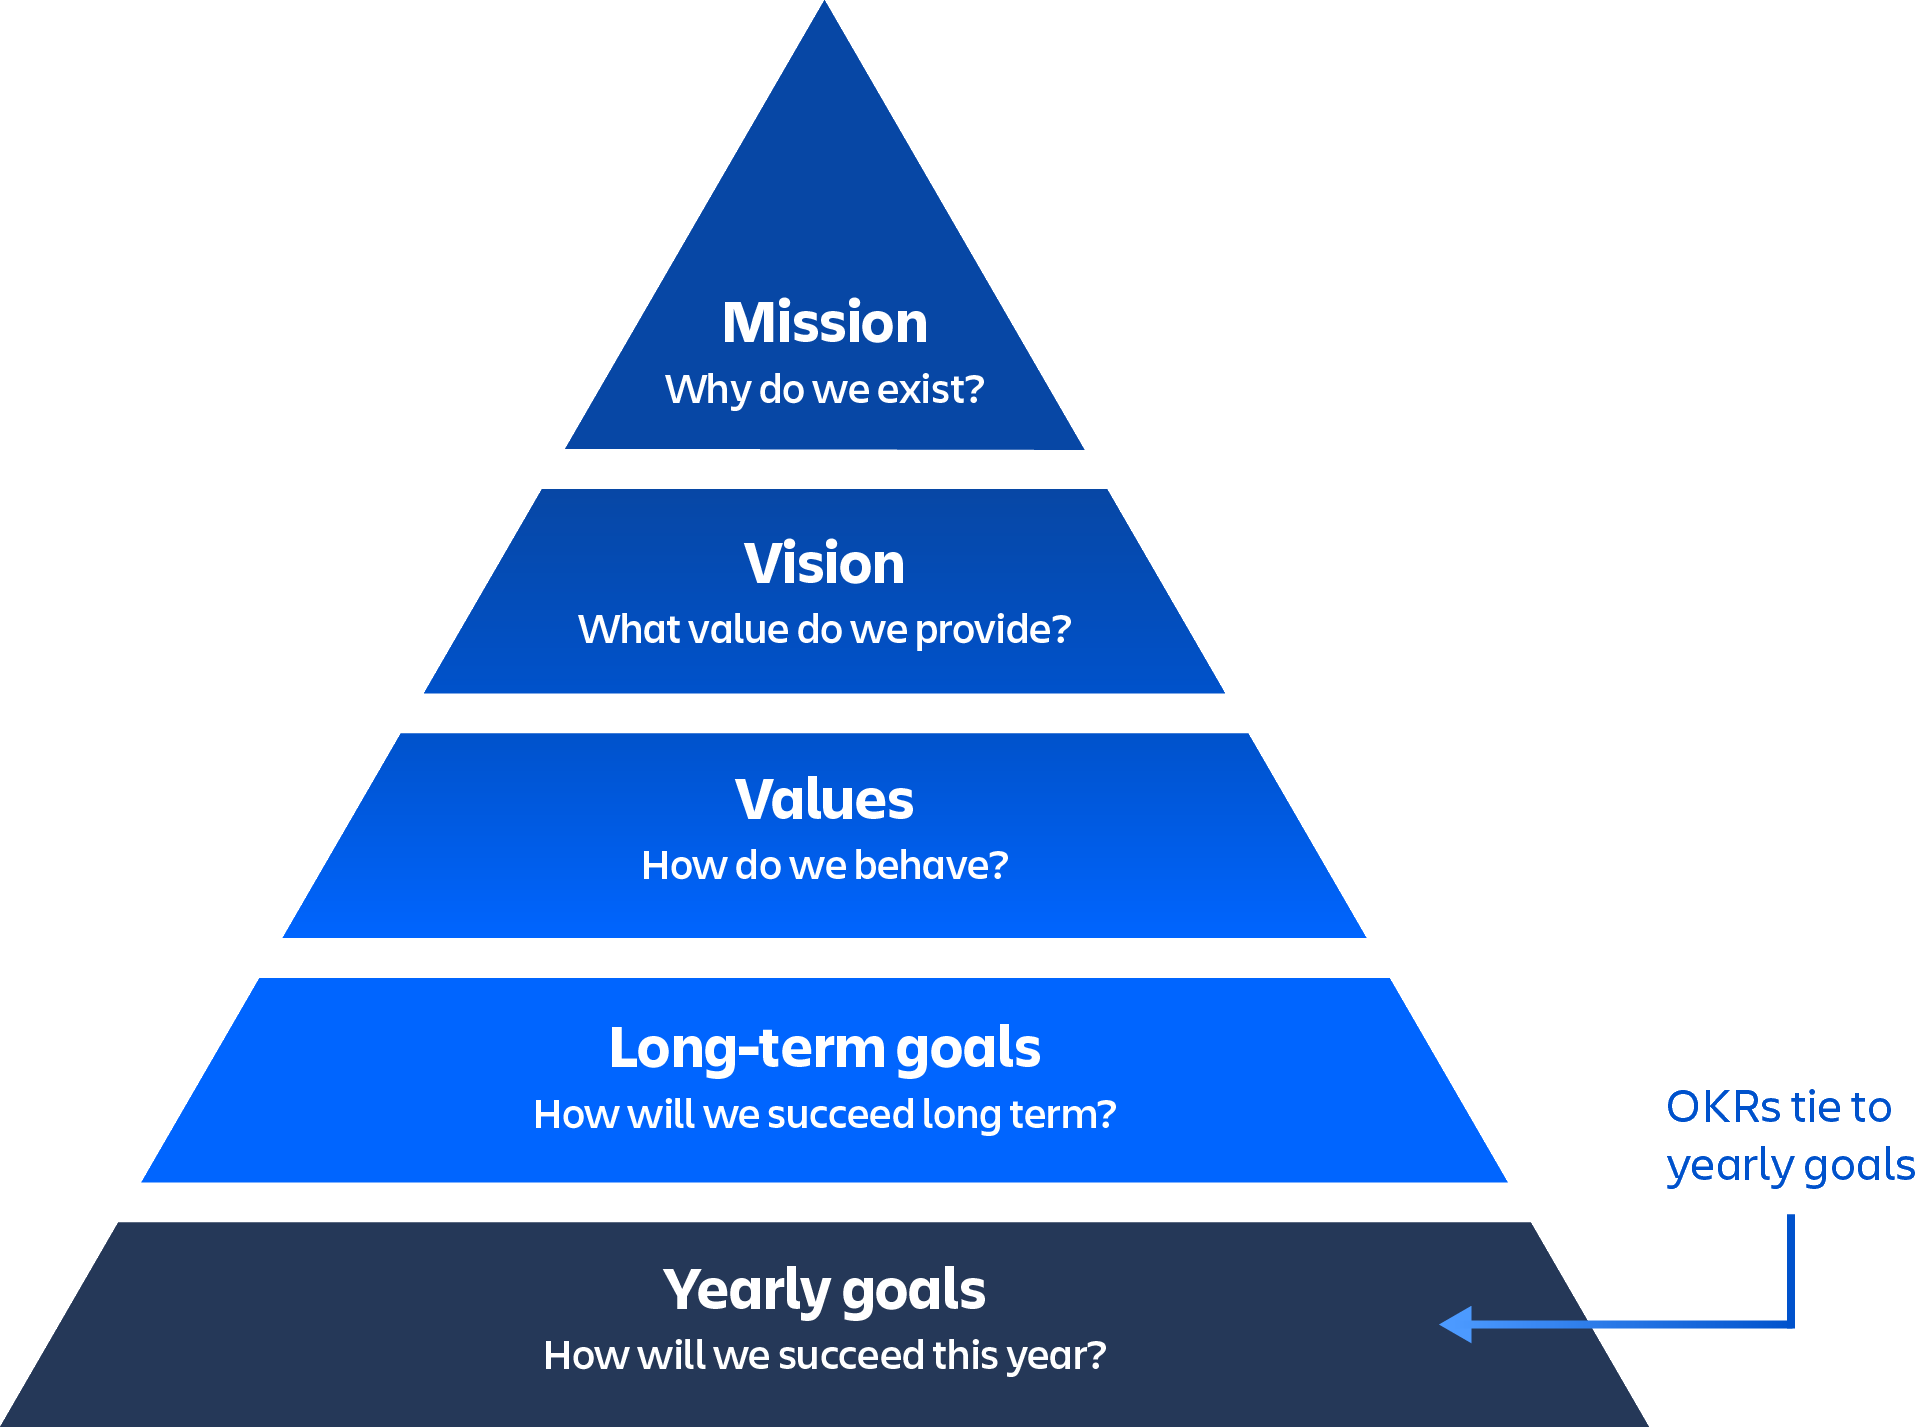 Mission
Why do we exist?
Vision
What value do we provide?
Values
How do we behave?
Long-term goals
How will we succeed long term?
OKRs tie to
yearly goals
Yearly goals
How will we succeed this year?